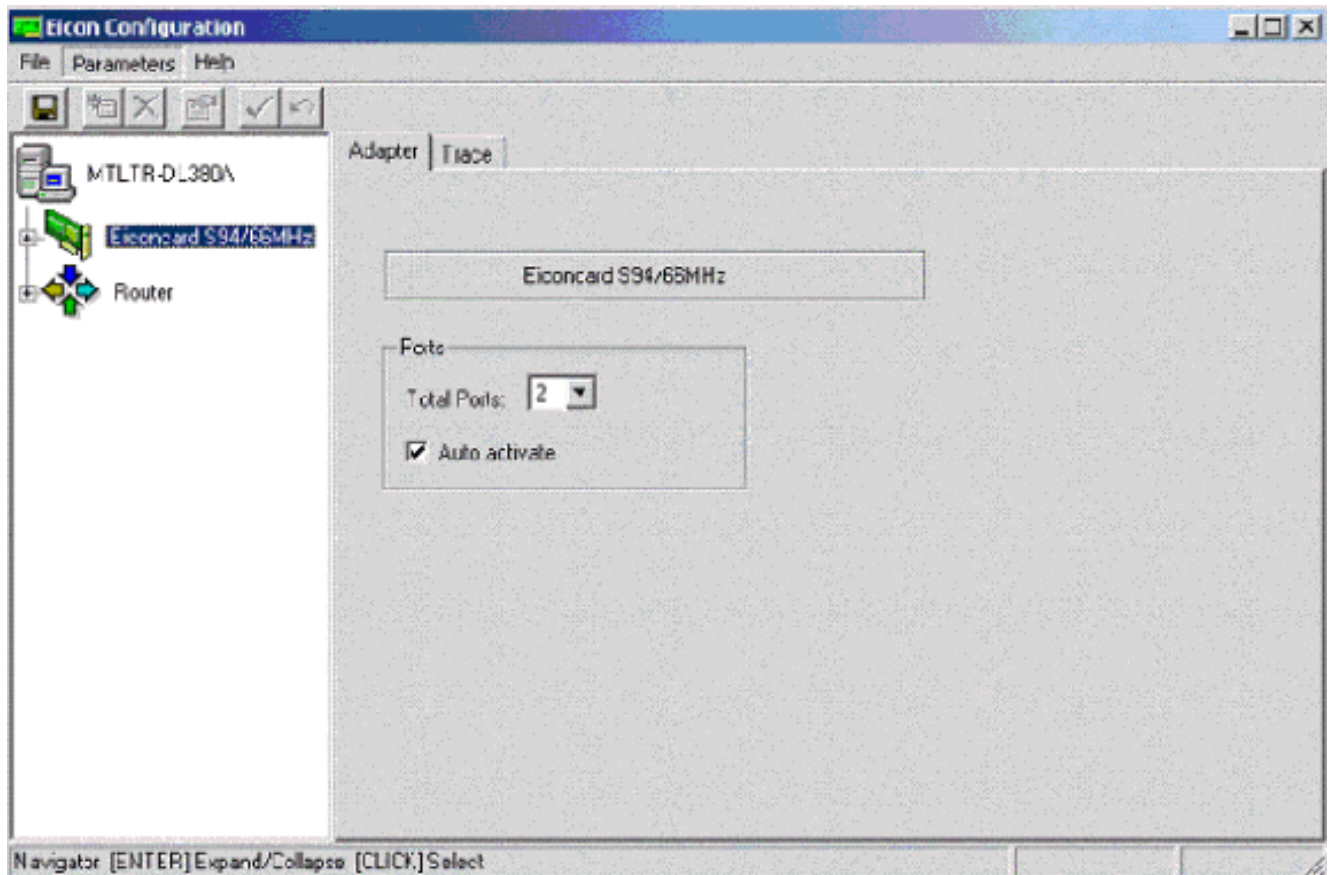 Eicon Configuration
File Parameters Help
MTLTR-DL380A
Adapter Trace
Eiconcard S94/66MHz
Router
Eiconcard S94/66MHz
Ports
Total Ports: 2
Auto activate
Navigator [ENTER]Expand/Collapse [CLICK]Select